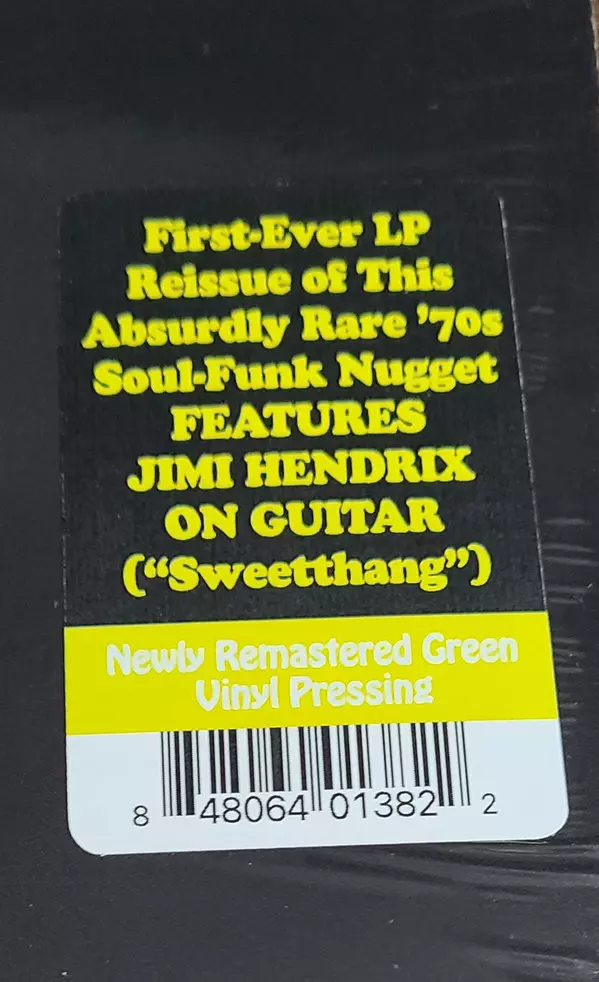 First-Ever LP
Reissue of This
Absurdly Rare '70s
Soul-Funk Nugget
FEATURES
JIMI HENDRIX
ON GUITAR
("Sweetthang")
Newly Remastered Green
Vinyl Pressing
8 48064 01382 2